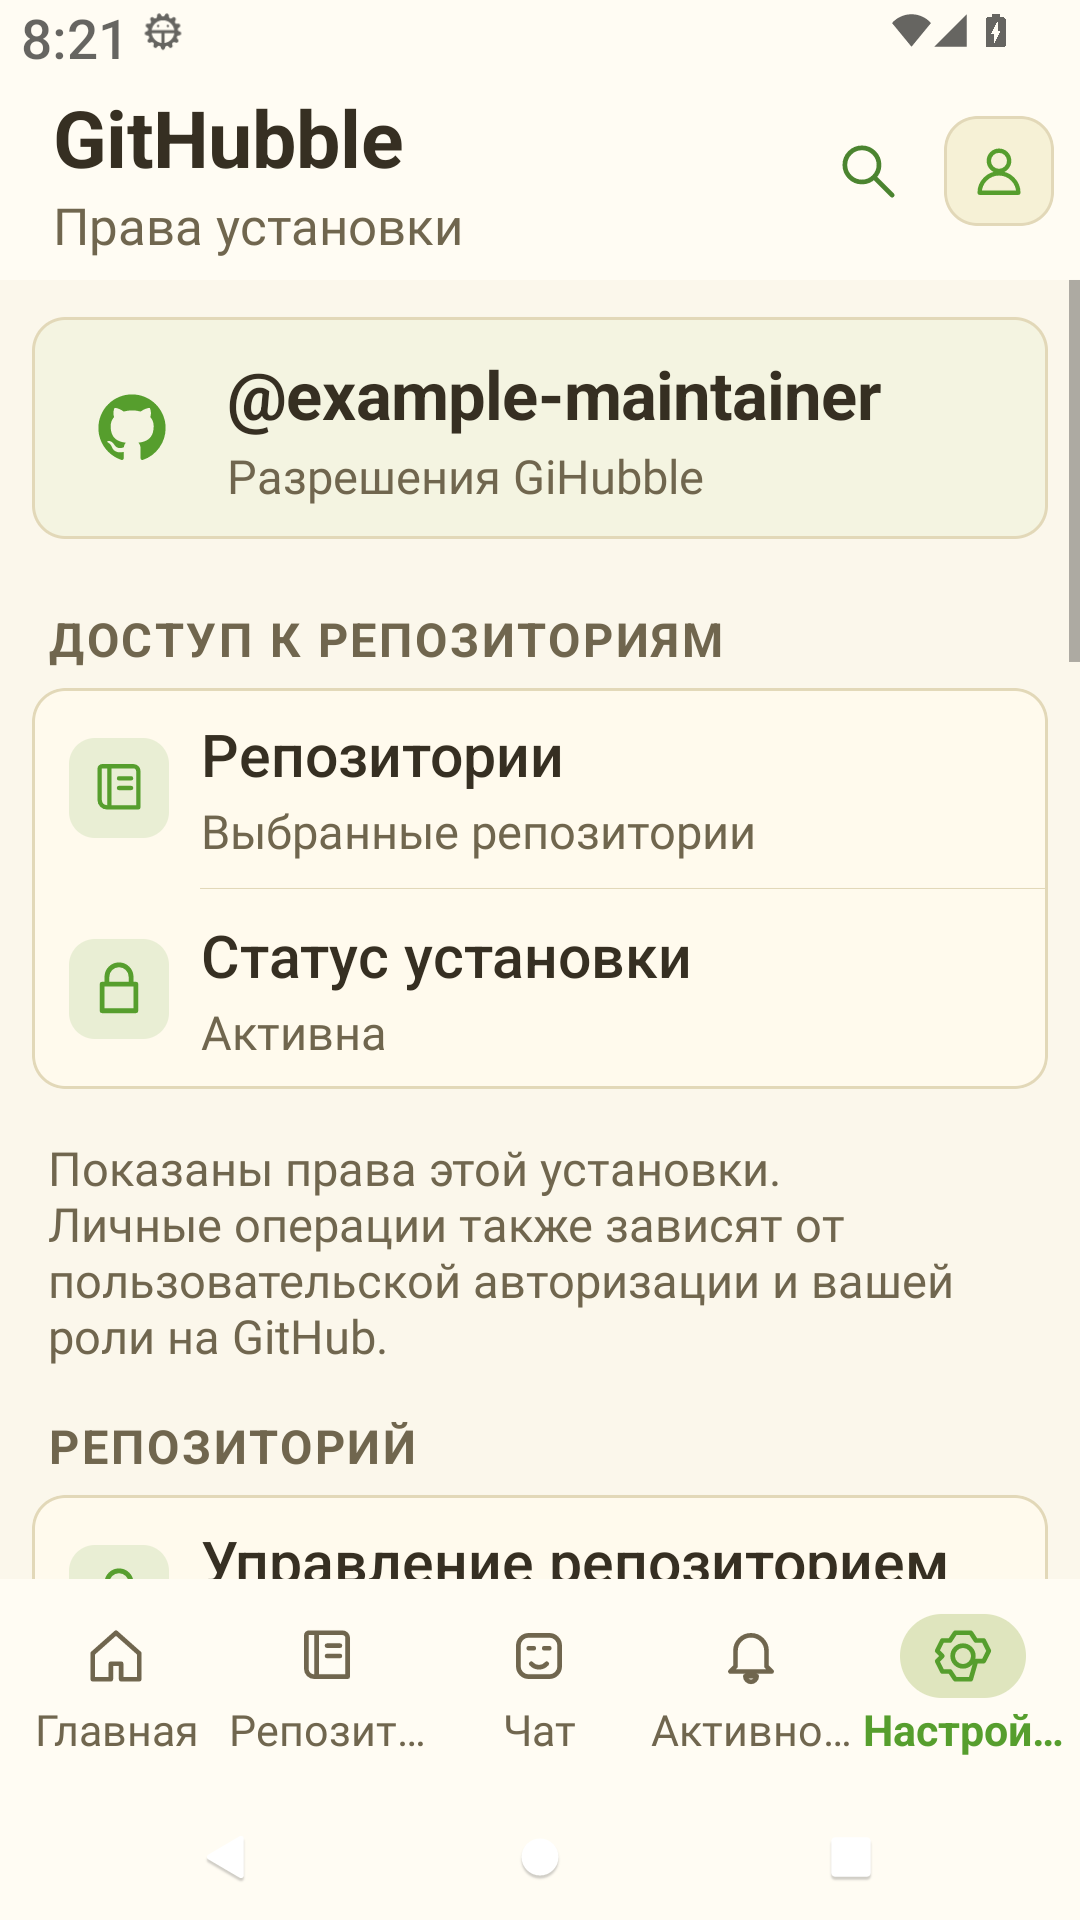 8:21
GitHubble
Права установки
@example-maintainer
Разрешения GiHubble
ДОСТУП К РЕПОЗИТОРИЯМ
Репозитории
Выбранные репозитории
Статус установки
Активна
Показаны права этой установки.
Личные операции также зависят от
пользовательской авторизации и вашей
роли на GitHub.
РЕПОЗИТОРИЙ
Управление репозиторием
Главная
Репозит...
Чат
Активно...
Настрой...